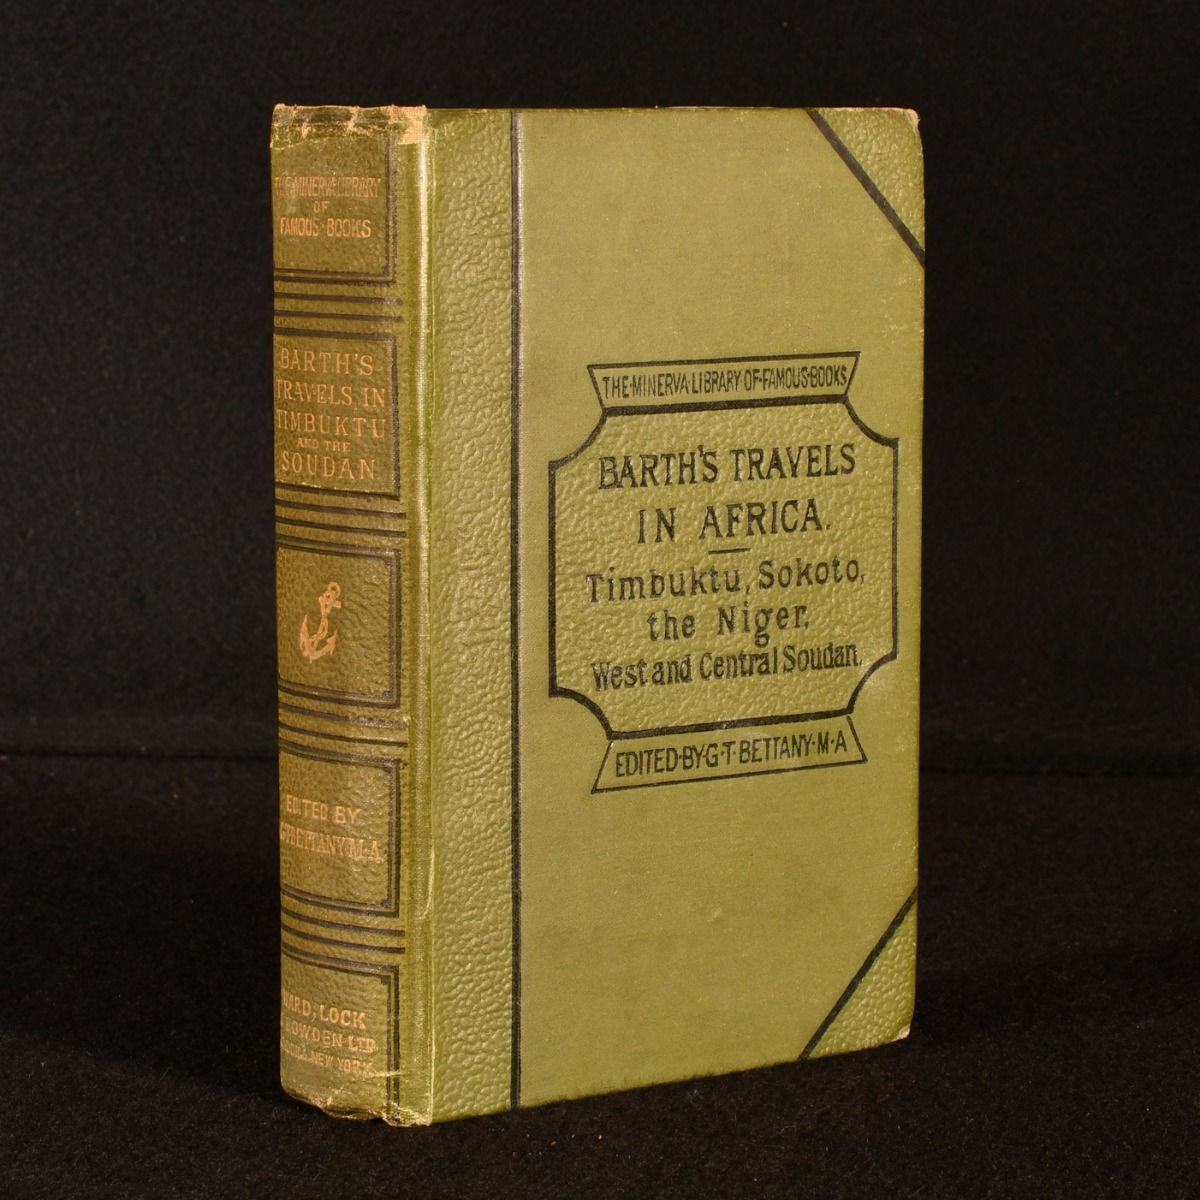 THE·MINERVA·LIBRARY
OF
FAMOUS·BOOKS
BARTH'S
TRAVELS IN
TIMBUKTU
AND THE
SOUDAN
EDITED BY
G·T·BETTANY·M·A
WARD, LOCK
BOWDEN LTD
NEW YORK
THE·MINERVA·LIBRARY·OF·FAMOUS·BOOKS
BARTH'S TRAVELS
IN AFRICA.
Timbuktu, Sokoto,
the Niger,
West and Central Soudan.
EDITED·BY·G·T·BETTANY·M·A